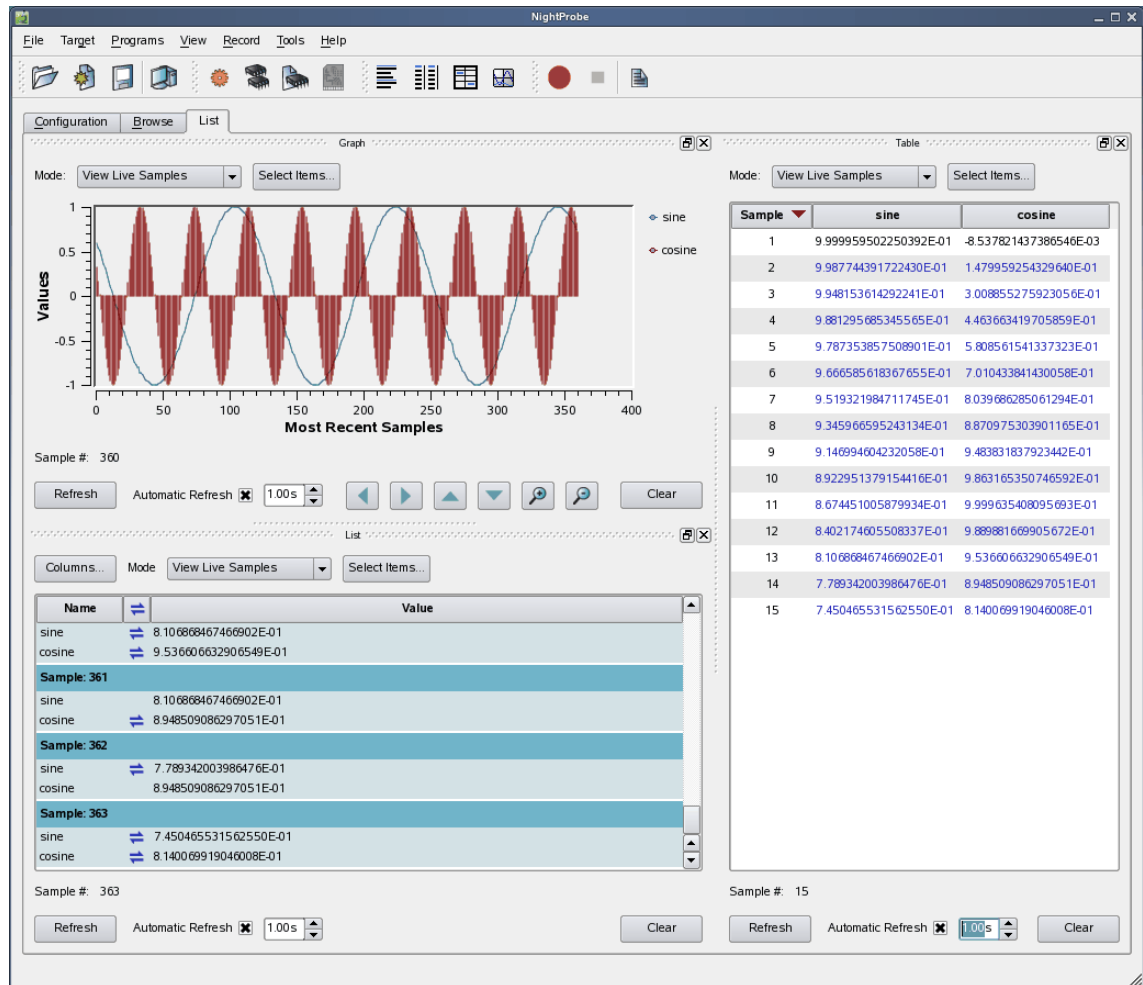 NightProbe
File Target Programs View Record Tools Help
Configuration Browse List
Graph
Mode: View Live Samples Select Items...
1
0.5
0
-0.5
-1
Values
0 50 100 150 200 250 300 350 400
Most Recent Samples
sine
cosine
Sample #: 360
Refresh Automatic Refresh 1.00s Clear
List
Columns... Mode View Live Samples Select Items...
Name Value
sine 8.106868467466902E-01
cosine 9.536606632906549E-01
Sample: 361
sine 8.106868467466902E-01
cosine 8.948509086297051E-01
Sample: 362
sine 7.789342003986476E-01
cosine 8.948509086297051E-01
Sample: 363
sine 7.450465531562550E-01
cosine 8.140069919046008E-01
Sample #: 363
Refresh Automatic Refresh 1.00s Clear
Table
Mode: View Live Samples Select Items...
Sample sine cosine
1 9.999959502250392E-01 -8.537821437386546E-03
2 9.987744391722430E-01 1.479959254329640E-01
3 9.948153614292241E-01 3.008855275923056E-01
4 9.881295685345565E-01 4.463663419705859E-01
5 9.787353857508901E-01 5.808561541337323E-01
6 9.666585618367655E-01 7.010433841430058E-01
7 9.519321984711745E-01 8.039686285061294E-01
8 9.345966595243134E-01 8.870975303901165E-01
9 9.146994604232058E-01 9.483831837923442E-01
10 8.922951379154416E-01 9.863165350746592E-01
11 8.674451005879934E-01 9.999635408095693E-01
12 8.402174605508337E-01 9.889881669905672E-01
13 8.106868467466902E-01 9.536606632906549E-01
14 7.789342003986476E-01 8.948509086297051E-01
15 7.450465531562550E-01 8.140069919046008E-01
Sample #: 15
Refresh Automatic Refresh 1.00s Clear